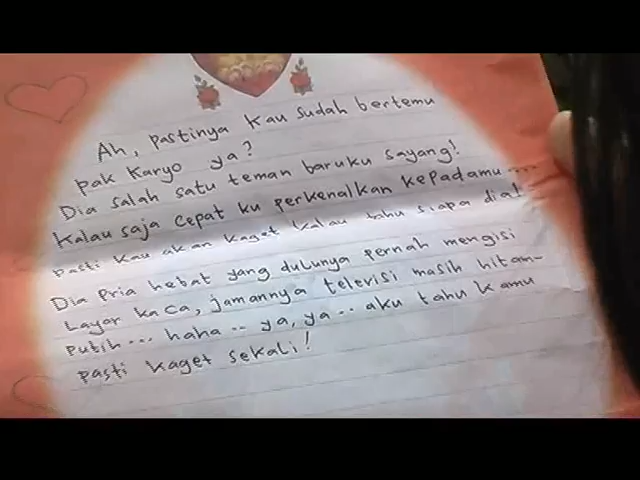 Ah, pastinya kau sudah bertemu
pak Karyo ya?
Dia salah satu teman baruku sayang!
Kalau saja cepat ku perkenalkan kepadamu....
pasti kau akan kaget kalau tahu siapa dia!
Dia pria hebat yang dulunya pernah mengisi
Layar kaca, jamannya televisi masih hitam-
putih... haha.. ya, ya.. aku tahu kamu
pasti kaget sekali!